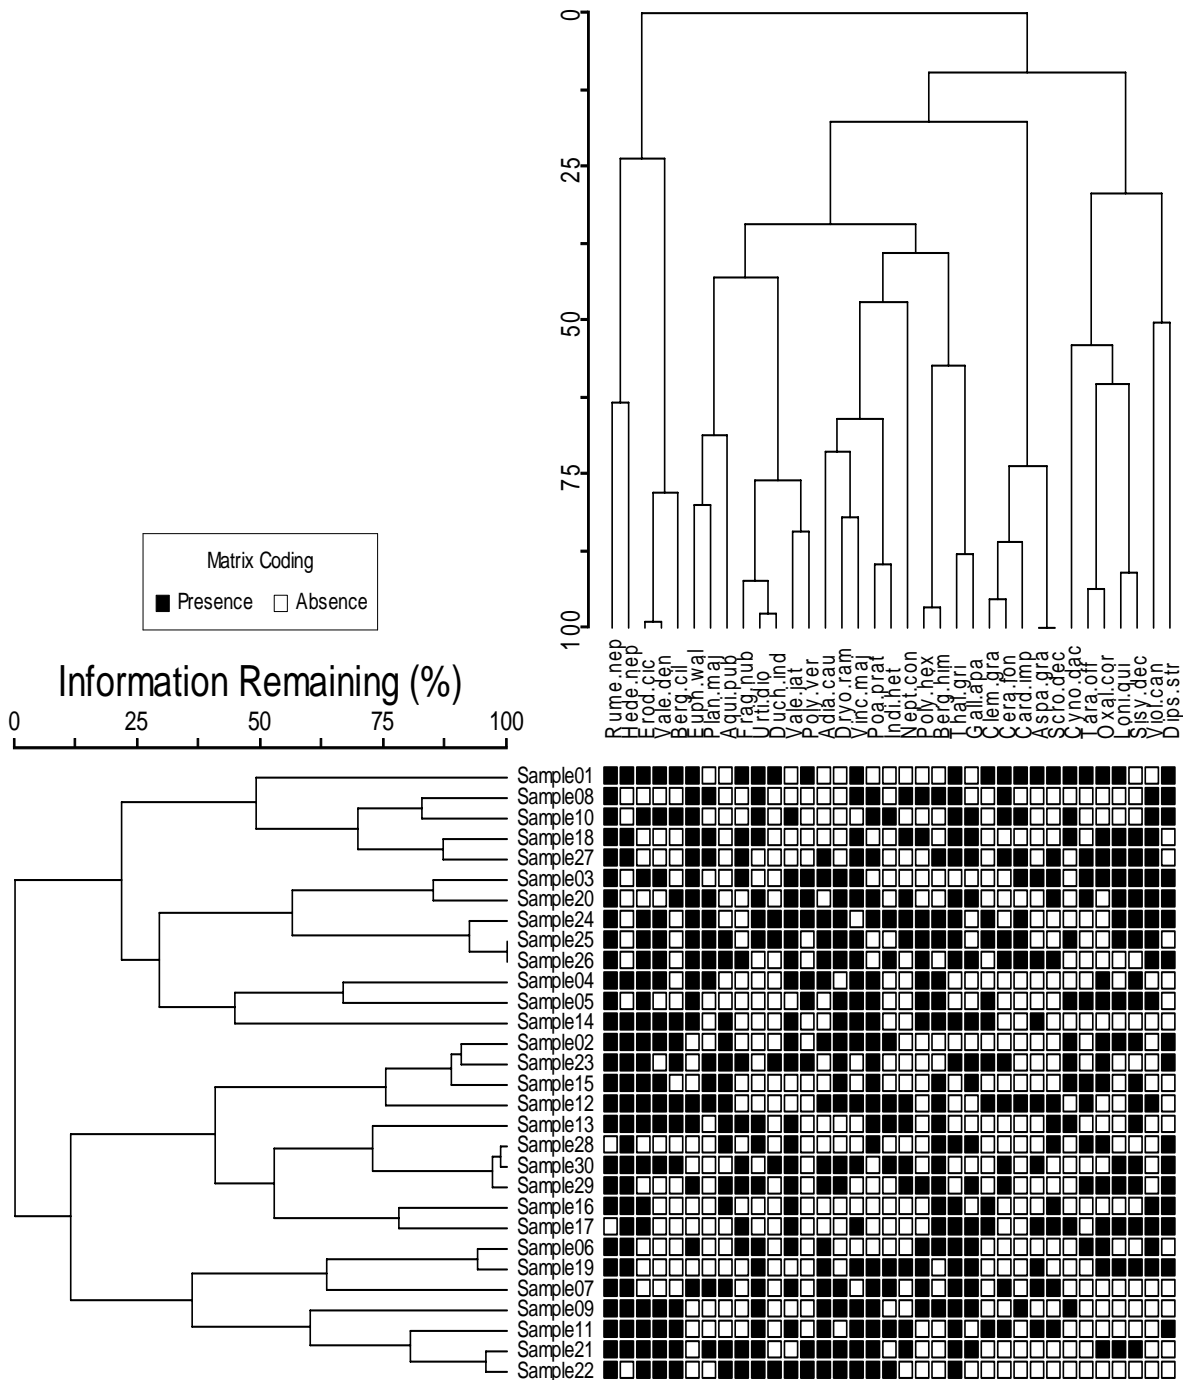 0
25
50
75
100
Matrix Coding
Presence Absence
Information Remaining (%)
0 25 50 75 100
Rume.nep
Hede.nep
Erod.cic
Vale.den
Berg.cil
Euph.wal
Plan.maj
Aqui.pub
Frag.nub
Urti.dio
Duch.ind
Vale.jat
Poly.ver
Adia.cau
Dryo.ram
Vinc.maj
Indi.het
Nept.con
Poly.hex
Berg.him
Thal.gri
Gali.apa
Clem.gra
Cera.fon
Card.imp
Aspa.gra
Scro.dec
Cyno.dac
Tara.off
Oxal.cor
Loni.qui
Sisy.dec
Viol.can
Dips.str
Sample01
Sample08
Sample10
Sample18
Sample27
Sample03
Sample20
Sample24
Sample25
Sample26
Sample04
Sample05
Sample14
Sample02
Sample23
Sample15
Sample12
Sample13
Sample28
Sample30
Sample29
Sample16
Sample17
Sample06
Sample19
Sample07
Sample09
Sample11
Sample21
Sample22